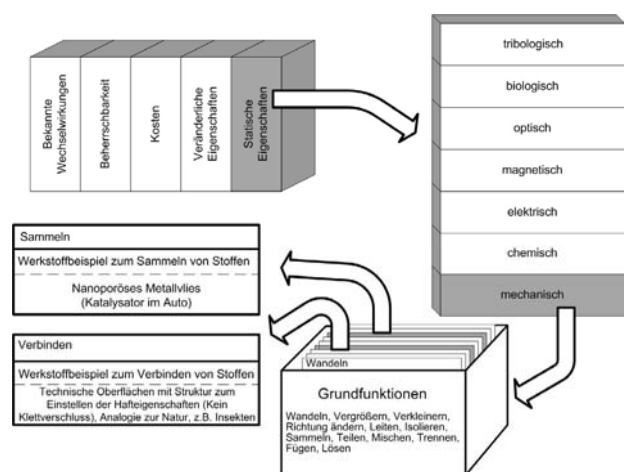 Bekannte
Wechselwirkungen
Beherrschbarkeit
Kosten
Veränderliche
Eigenschaften
Statische
Eigenschaften
tribologisch
biologisch
optisch
magnetisch
elektrisch
chemisch
mechanisch
Sammeln
Werkstoffbeispiel zum Sammeln von Stoffen
Nanoporöses Metallvlies
(Katalysator im Auto)
Verbinden
Werkstoffbeispiel zum Verbinden von Stoffen
Technische Oberflächen mit Struktur zum
Einstellen der Hafteigenschaften (Kein
Klettverschluss), Analogie zur Natur, z.B. Insekten
Wandeln
Grundfunktionen
Wandeln, Vergrößern, Verkleinern,
Richtung ändern, Leiten, Isolieren,
Sammeln, Teilen, Mischen, Trennen,
Fügen, Lösen